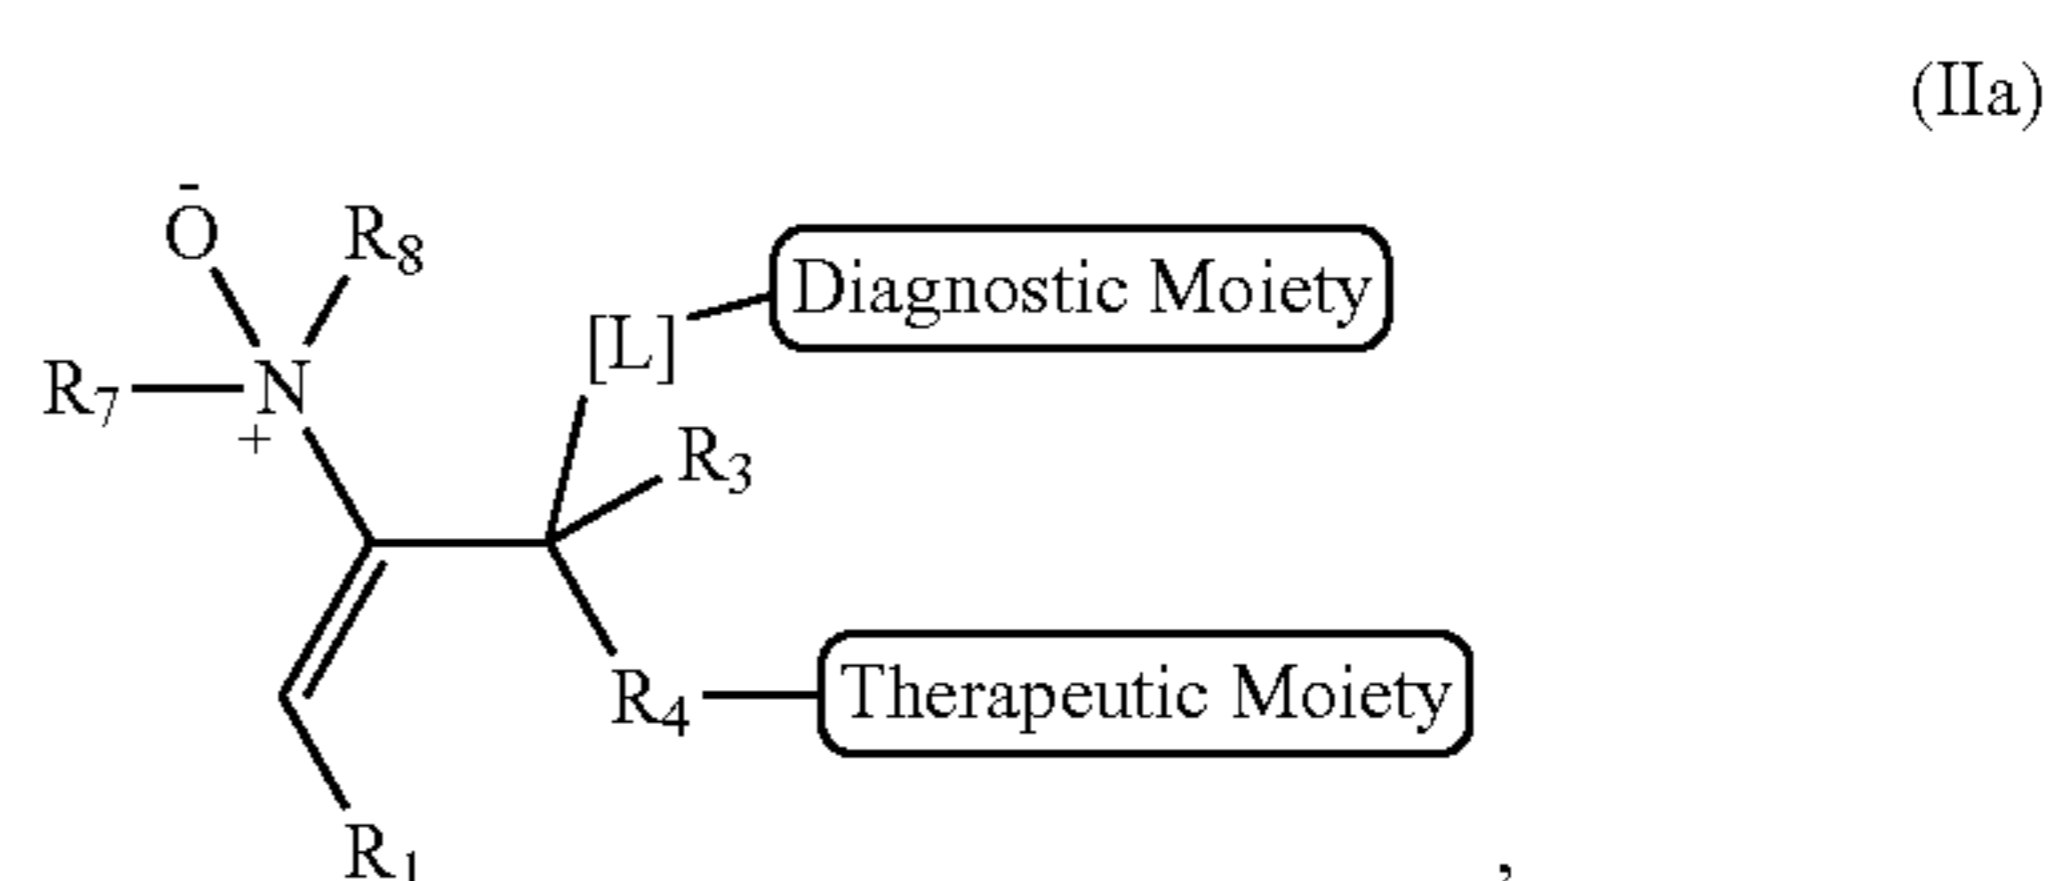 (IIa)
-
O R8
Diagnostic Moiety
[L]
R7 N
+
R3
R4 Therapeutic Moiety
R1
,